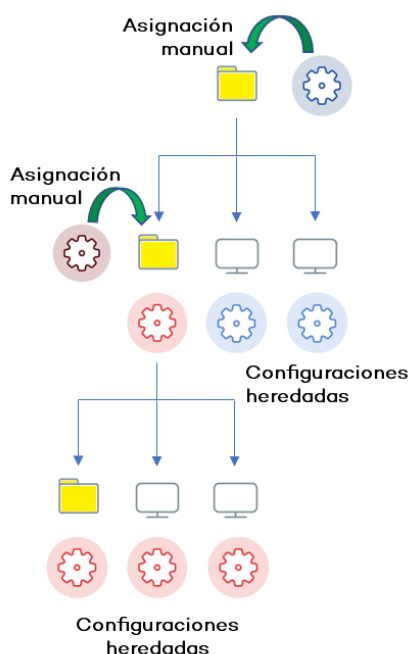 Asignación
manual
Asignación
manual
Configuraciones
heredadas
Configuraciones
heredadas